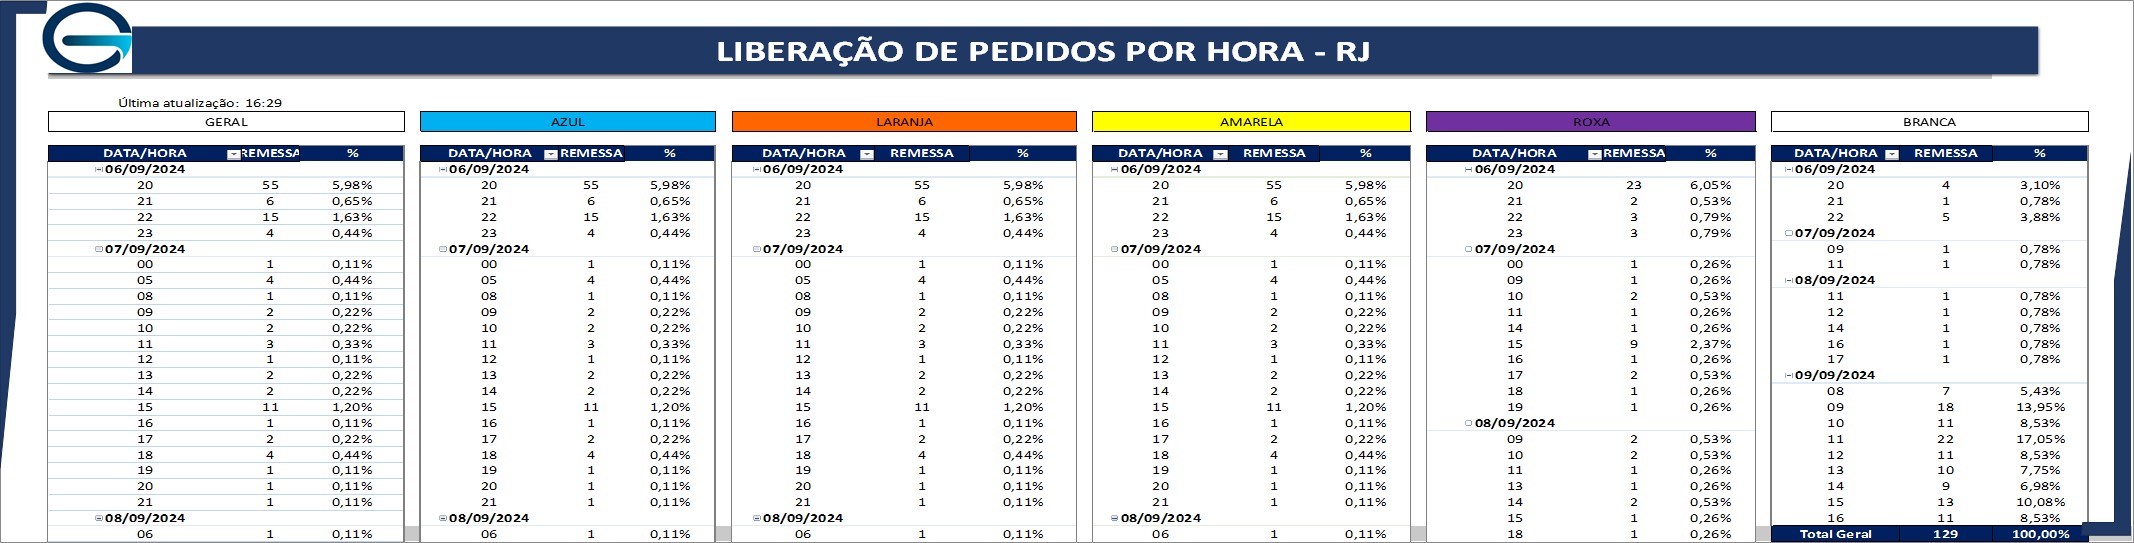 LIBERAÇÃO DE PEDIDOS POR HORA - RJ
Última atualização: 16:29
GERAL AZUL LARANJA AMARELA ROXA BRANCA
DATA/HORA REMESSA % DATA/HORA REMESSA % DATA/HORA REMESSA % DATA/HORA REMESSA % DATA/HORA REMESSA % DATA/HORA REMESSA %
06/09/2024 06/09/2024 06/09/2024 06/09/2024 06/09/2024 06/09/2024
20 55 5,98% 20 55 5,98% 20 55 5,98% 20 55 5,98% 20 23 6,05% 20 4 3,10%
21 6 0,65% 21 6 0,65% 21 6 0,65% 21 6 0,65% 21 2 0,53% 21 1 0,78%
22 15 1,63% 22 15 1,63% 22 15 1,63% 22 15 1,63% 22 3 0,79% 22 5 3,88%
23 4 0,44% 23 4 0,44% 23 4 0,44% 23 4 0,44% 23 3 0,79% 07/09/2024
07/09/2024 07/09/2024 07/09/2024 07/09/2024 07/09/2024 09 1 0,78%
00 1 0,11% 00 1 0,11% 00 1 0,11% 00 1 0,11% 00 1 0,26% 11 1 0,78%
05 4 0,44% 05 4 0,44% 05 4 0,44% 05 4 0,44% 09 1 0,26% 08/09/2024
08 1 0,11% 08 1 0,11% 08 1 0,11% 08 1 0,11% 10 2 0,53% 11 1 0,78%
09 2 0,22% 09 2 0,22% 09 2 0,22% 09 2 0,22% 11 1 0,26% 12 1 0,78%
10 2 0,22% 10 2 0,22% 10 2 0,22% 10 2 0,22% 14 1 0,26% 14 1 0,78%
11 3 0,33% 11 3 0,33% 11 3 0,33% 11 3 0,33% 15 9 2,37% 16 1 0,78%
12 1 0,11% 12 1 0,11% 12 1 0,11% 12 1 0,11% 16 1 0,26% 17 1 0,78%
13 2 0,22% 13 2 0,22% 13 2 0,22% 13 2 0,22% 17 2 0,53% 09/09/2024
14 2 0,22% 14 2 0,22% 14 2 0,22% 14 2 0,22% 18 1 0,26% 08 7 5,43%
15 11 1,20% 15 11 1,20% 15 11 1,20% 15 11 1,20% 19 1 0,26% 09 18 13,95%
16 1 0,11% 16 1 0,11% 16 1 0,11% 16 1 0,11% 08/09/2024 10 11 8,53%
17 2 0,22% 17 2 0,22% 17 2 0,22% 17 2 0,22% 09 2 0,53% 11 22 17,05%
18 4 0,44% 18 4 0,44% 18 4 0,44% 18 4 0,44% 10 2 0,53% 12 11 8,53%
19 1 0,11% 19 1 0,11% 19 1 0,11% 19 1 0,11% 11 1 0,26% 13 10 7,75%
20 1 0,11% 20 1 0,11% 20 1 0,11% 20 1 0,11% 13 1 0,26% 14 9 6,98%
21 1 0,11% 21 1 0,11% 21 1 0,11% 21 1 0,11% 14 2 0,53% 15 13 10,08%
08/09/2024 08/09/2024 08/09/2024 08/09/2024 15 1 0,26% 16 11 8,53%
06 1 0,11% 06 1 0,11% 06 1 0,11% 06 1 0,11% 18 1 0,26% Total Geral 129 100,00%